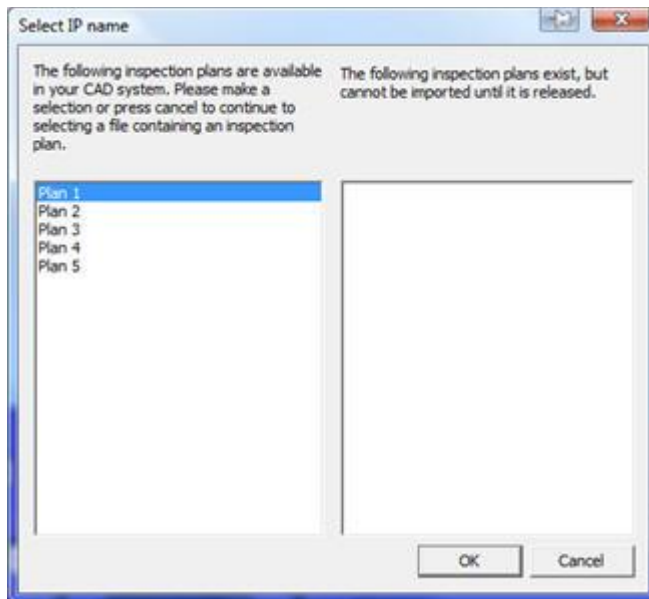 Select IP name
The following inspection plans are available
in your CAD system. Please make a
selection or press cancel to continue to
selecting a file containing an inspection
plan.
The following inspection plans exist, but
cannot be imported until it is released.
Plan 1
Plan 2
Plan 3
Plan 4
Plan 5
OK
Cancel